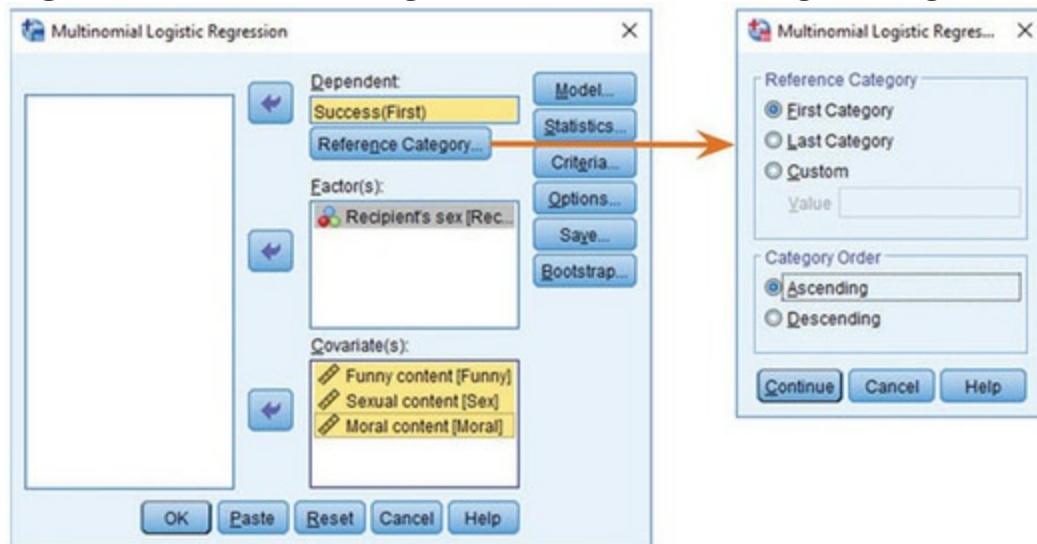 Multinomial Logistic Regression
Dependent:
Success(First)
Reference Category...
Factor(s):
Recipient's sex [Rec...
Covariate(s):
Funny content [Funny]
Sexual content [Sex]
Moral content [Moral]
Model...
Statistics...
Criteria...
Options...
Save...
Bootstrap...
OK Paste Reset Cancel Help
Multinomial Logistic Regres...
Reference Category
First Category
Last Category
Custom
Value
Category Order
Ascending
Descending
Continue Cancel Help